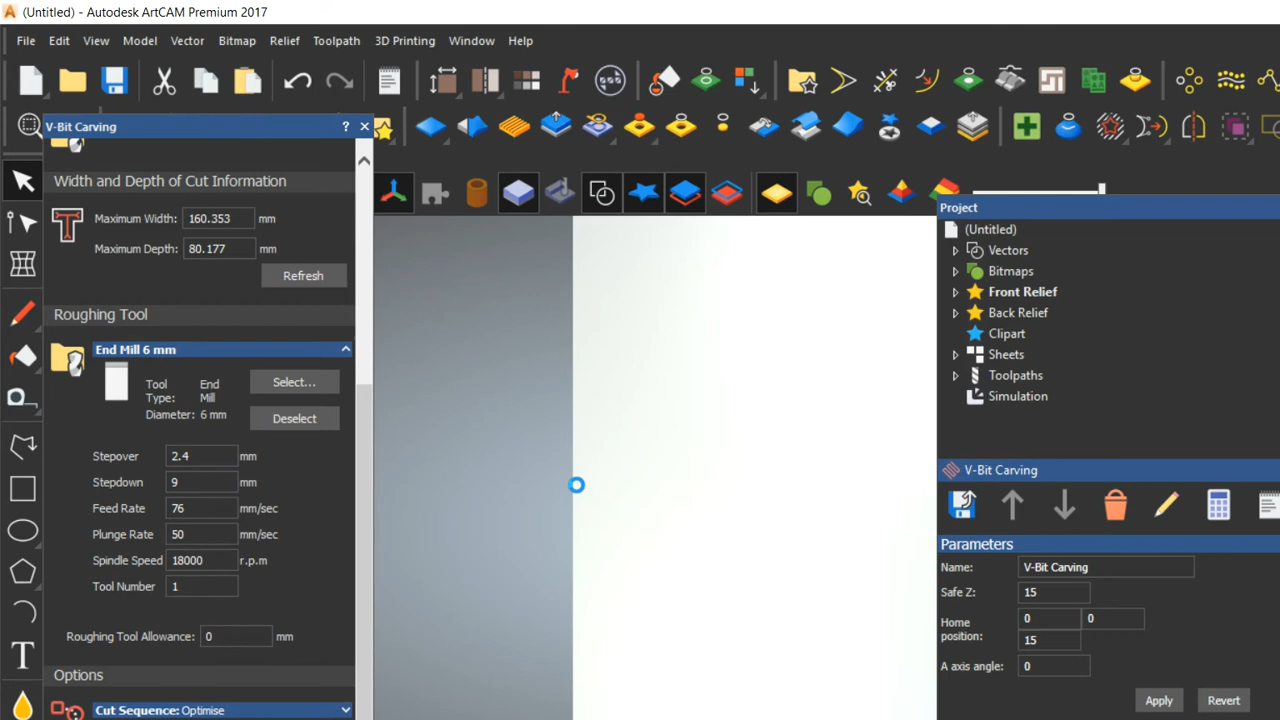 (Untitled) - Autodesk ArtCAM Premium 2017
File Edit View Model Vector Bitmap Relief Toolpath 3D Printing Window Help
V-Bit Carving ? ×
Width and Depth of Cut Information
Maximum Width: 160.353 mm
Maximum Depth: 80.177 mm
Refresh
Roughing Tool
End Mill 6 mm
Tool Type: End Mill
Diameter: 6 mm
Select...
Deselect
Stepover 2.4 mm
Stepdown 9 mm
Feed Rate 76 mm/sec
Plunge Rate 50 mm/sec
Spindle Speed 18000 r.p.m
Tool Number 1
Roughing Tool Allowance: 0 mm
Options
Cut Sequence: Optimise
Project
(Untitled)
Vectors
Bitmaps
Front Relief
Back Relief
Clipart
Sheets
Toolpaths
Simulation
V-Bit Carving
Parameters
Name: V-Bit Carving
Safe Z: 15
Home position: 0 0
15
A axis angle: 0
Apply Revert